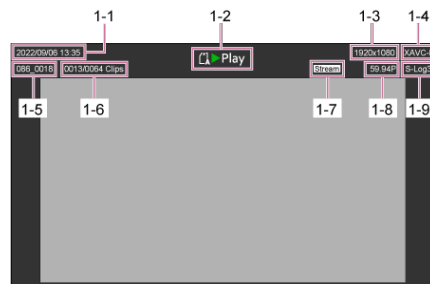 1-1 1-2 1-3 1-4
2022/09/06 13:35 Play 1920x1080
086_0018 0013/0064 Clips Stream 59.94P S-Log3
1-5 1-6 1-7 1-8 1-9